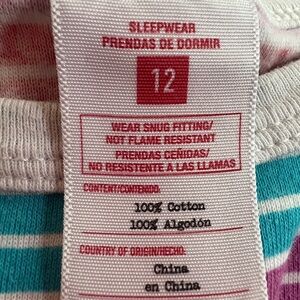 SLEEPWEAR
PRENDAS DE DORMIR
12
WEAR SNUG FITTING/
NOT FLAME RESISTANT
PRENDAS CEÑIDAS/
NO RESISTENTE A LAS LLAMAS
CONTENT/CONTENIDO:
100% Cotton
100% Algodón
COUNTRY OF ORIGIN/HECHO:
China
en China